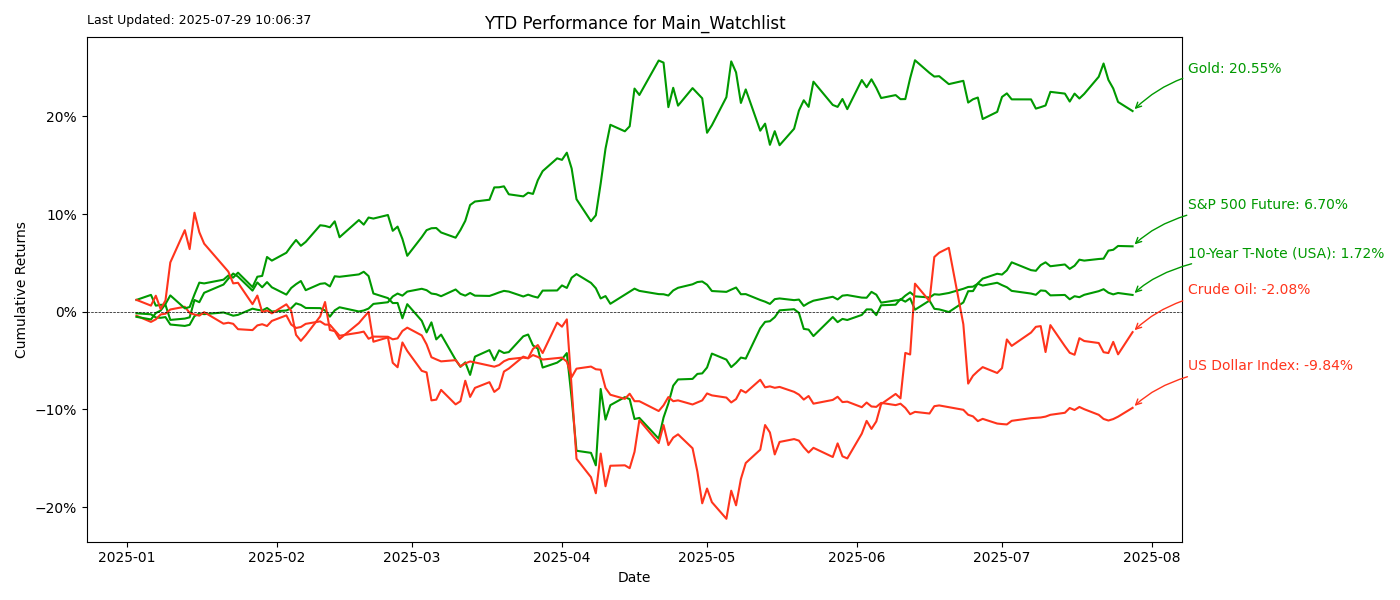 Last Updated: 2025-07-29 10:06:37
YTD Performance for Main_Watchlist
Gold: 20.55%
S&P 500 Future: 6.70%
10-Year T-Note (USA): 1.72%
Crude Oil: -2.08%
US Dollar Index: -9.84%
Cumulative Returns
20%
10%
0%
−10%
−20%
2025-01 2025-02 2025-03 2025-04 2025-05 2025-06 2025-07 2025-08
Date